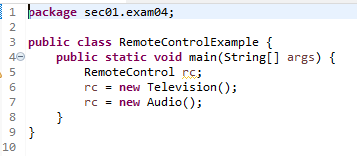 1 package sec01.exam04;
2
3 public class RemoteControlExample {
4 public static void main(String[] args) {
5 RemoteControl rc;
6 rc = new Television();
7 rc = new Audio();
8 }
9 }
10